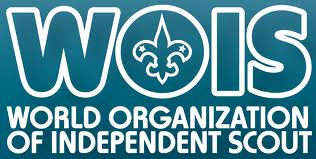 WOIS
WORLD ORGANIZATION
OF INDEPENDENT SCOUT